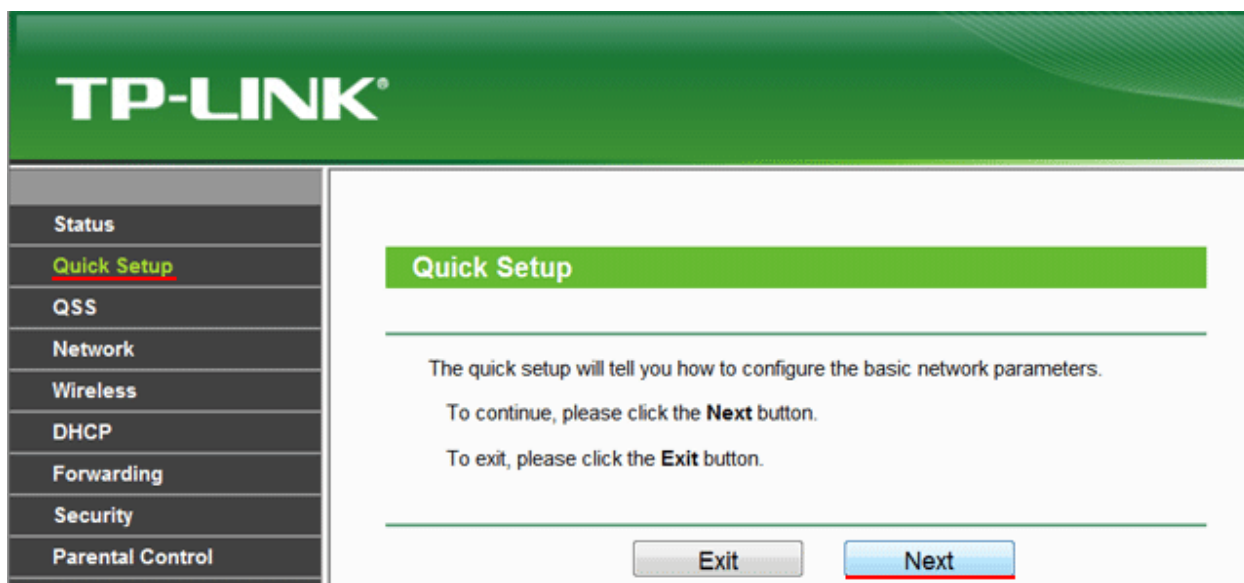 TP-LINK®
Status
Quick Setup
QSS
Network
Wireless
DHCP
Forwarding
Security
Parental Control
Quick Setup
The quick setup will tell you how to configure the basic network parameters.
To continue, please click the Next button.
To exit, please click the Exit button.
Exit
Next